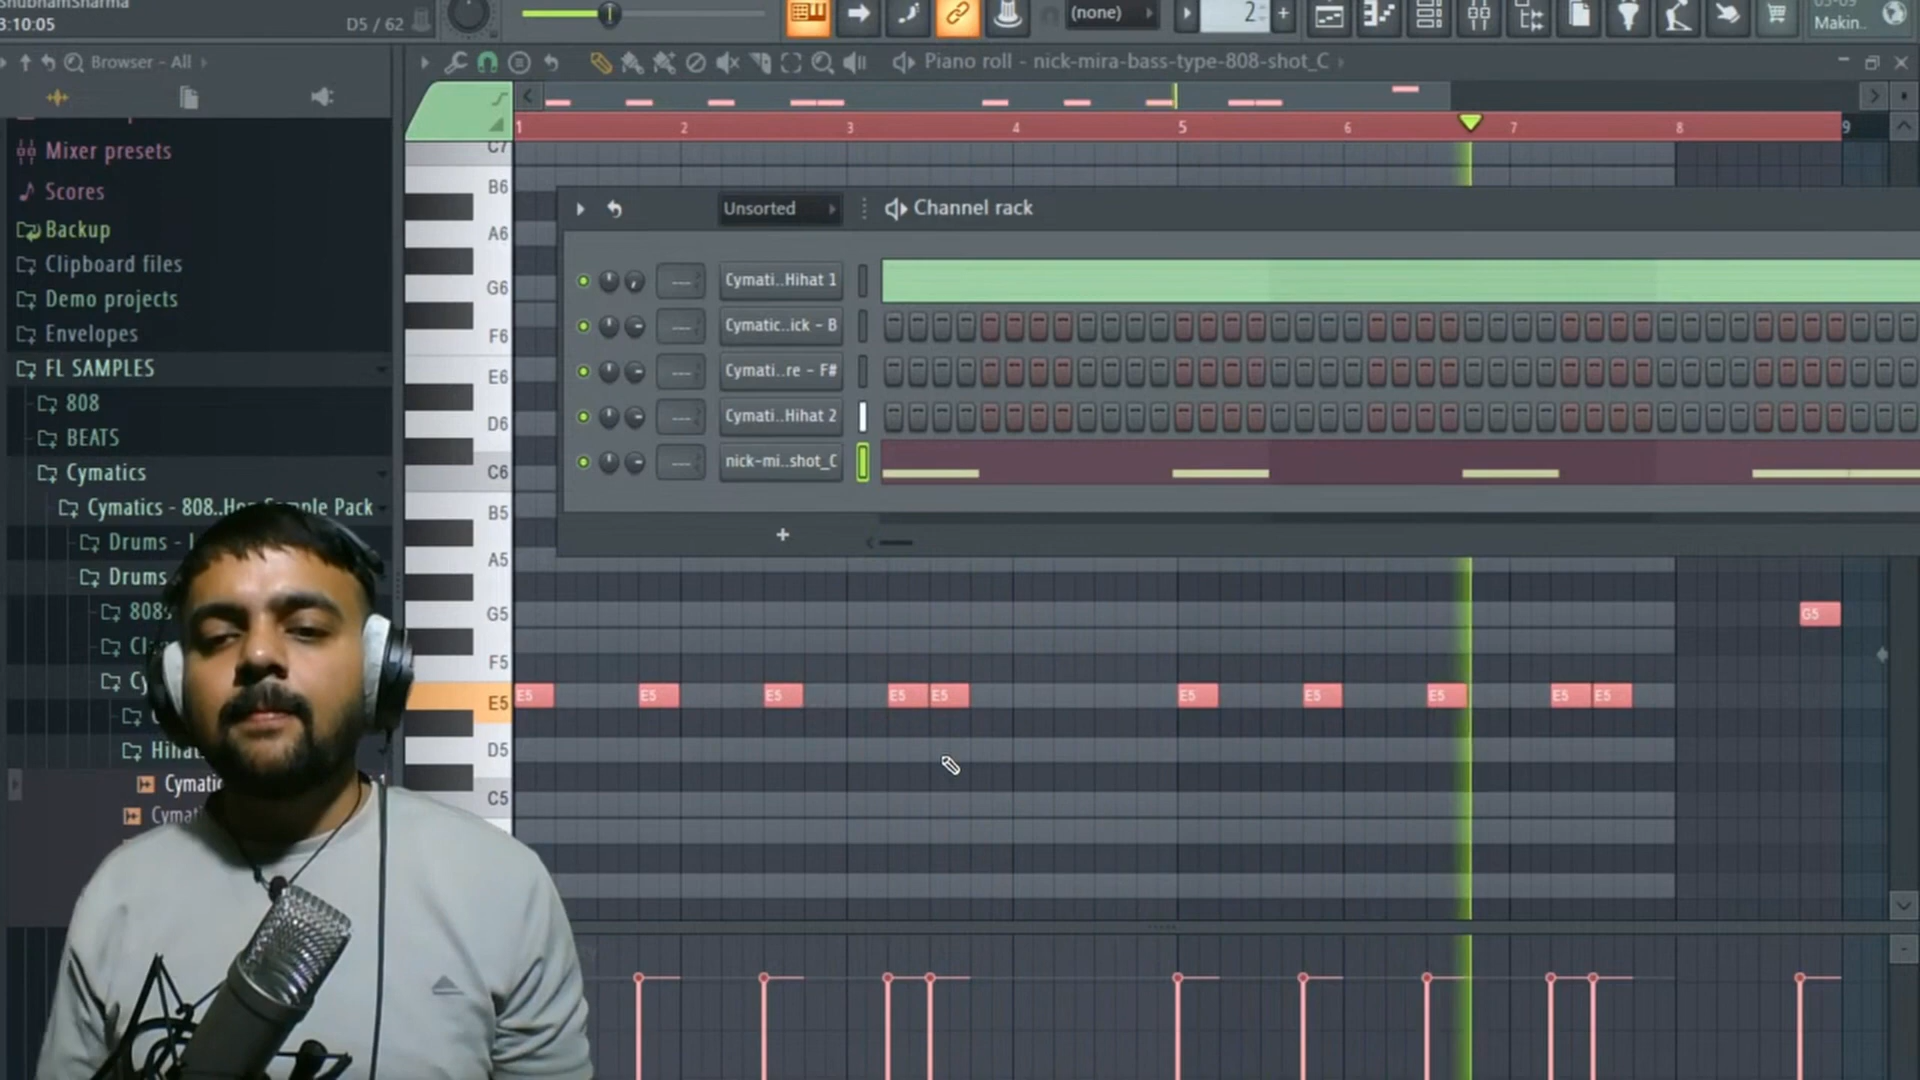 ShubhamSharma
3:10:05
D5 / 62
(none)
2
Makin..
Browser - All
Piano roll - nick-mira-bass-type-808-shot_C
1 2 3 4 5 6 7 8 9
Mixer presets
Scores
Backup
Clipboard files
Demo projects
Envelopes
FL SAMPLES
808
BEATS
Cymatics
Drums
C7
B6
A6
G6
F6
E6
D6
C6
B5
A5
G5
F5
E5
D5
C5
Unsorted
Channel rack
Cymati..Hihat 1
Cymatic..ick - B
Cymati..re - F#
Cymati..Hihat 2
nick-mi..shot_C
+
G5
E5 E5 E5 E5 E5 E5 E5 E5 E5 E5